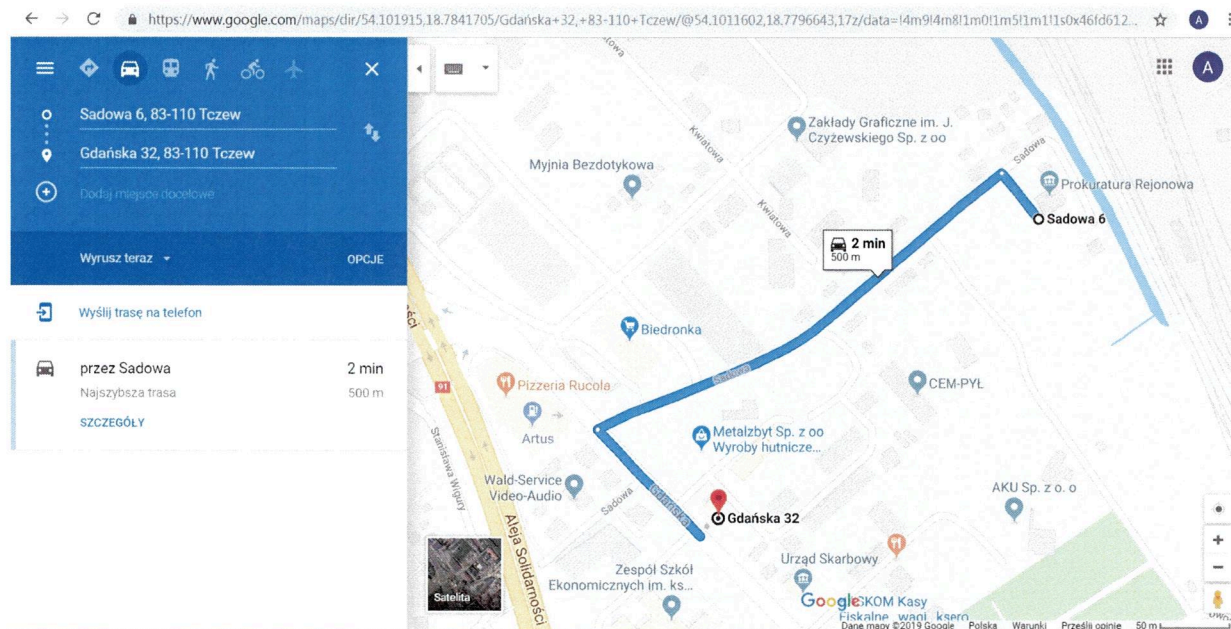 https://www.google.com/maps/dir/54.101915,18.7841705/Gdańska+32,+83-110+Tczew/@54.1011602,18.7796643,17z/data=!4m9!4m8!1m0!1m5!1m1!1s0x46fd612...
A
Sadowa 6, 83-110 Tczew
Gdańska 32, 83-110 Tczew
Dodaj miejsce docelowe
Wyrusz teraz
OPCJE
Wyślij trasę na telefon
przez Sadowa
2 min
Najszybsza trasa
500 m
SZCZEGÓŁY
A
Sadowa
Zakłady Graficzne im. J.
Czyżewskiego Sp. z oo
Kwiatowa
Sadowa
Myjnia Bezdotykowa
Prokuratura Rejonowa
Kwiatowa
Sadowa 6
2 min
500 m
Biedronka
91
Pizzeria Rucola
Sadowa
CEM-PYŁ
Artus
Metalzbyt Sp. z oo
Wyroby hutnicze...
Stanisława Wigury
Wald-Service
Video-Audio
Sadowa
Gdańska
AKU Sp. z o. o
Gdańska 32
Aleja Solidarności
Urząd Skarbowy
Zespół Szkół
Ekonomicznych im. ks...
Satelita
Google
SKOM Kasy
Fiskalne, wagi, ksero
Dane mapy ©2019 Google Polska Warunki Prześlij opinię 50 m